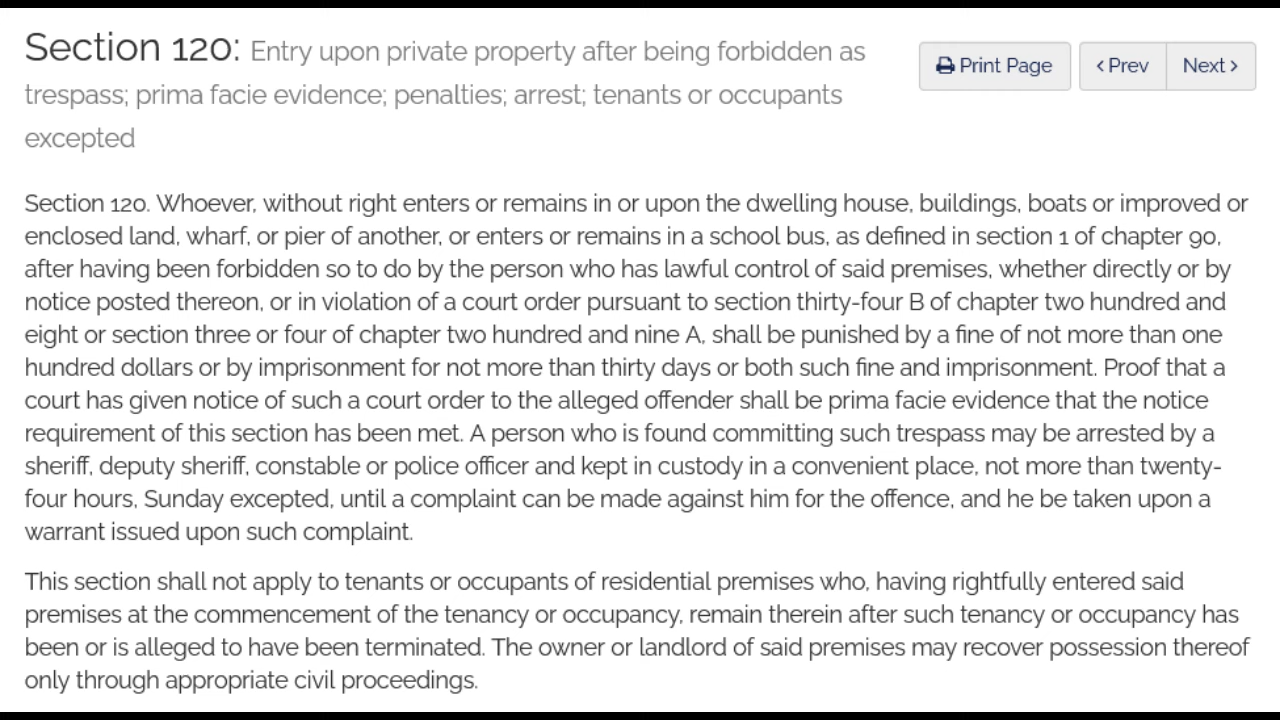 Section 120: Entry upon private property after being forbidden as
trespass; prima facie evidence; penalties; arrest; tenants or occupants
excepted
Print Page
‹ Prev
Next ›
Section 120. Whoever, without right enters or remains in or upon the dwelling house, buildings, boats or improved or
enclosed land, wharf, or pier of another, or enters or remains in a school bus, as defined in section 1 of chapter 90,
after having been forbidden so to do by the person who has lawful control of said premises, whether directly or by
notice posted thereon, or in violation of a court order pursuant to section thirty-four B of chapter two hundred and
eight or section three or four of chapter two hundred and nine A, shall be punished by a fine of not more than one
hundred dollars or by imprisonment for not more than thirty days or both such fine and imprisonment. Proof that a
court has given notice of such a court order to the alleged offender shall be prima facie evidence that the notice
requirement of this section has been met. A person who is found committing such trespass may be arrested by a
sheriff, deputy sheriff, constable or police officer and kept in custody in a convenient place, not more than twenty-
four hours, Sunday excepted, until a complaint can be made against him for the offence, and he be taken upon a
warrant issued upon such complaint.
This section shall not apply to tenants or occupants of residential premises who, having rightfully entered said
premises at the commencement of the tenancy or occupancy, remain therein after such tenancy or occupancy has
been or is alleged to have been terminated. The owner or landlord of said premises may recover possession thereof
only through appropriate civil proceedings.